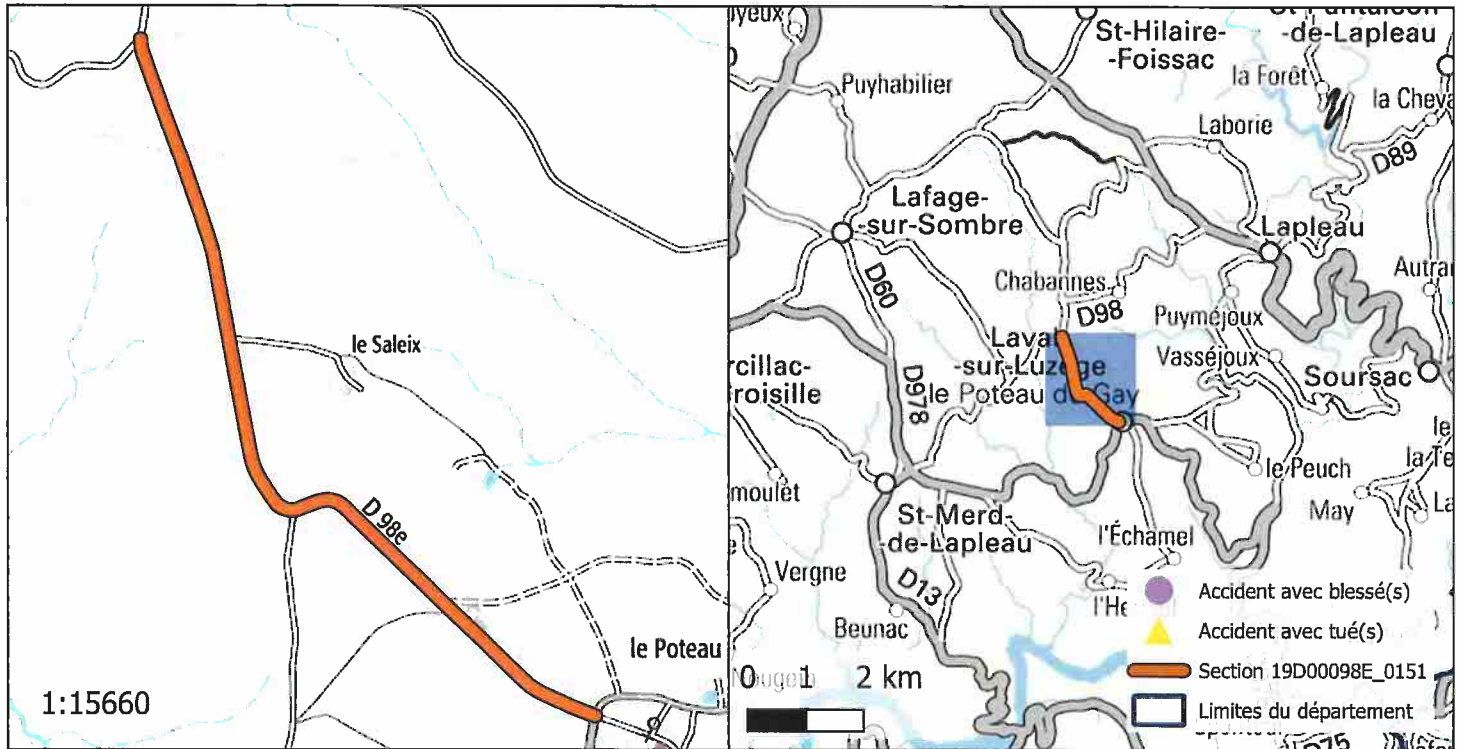 le Saleix
D 98e
le Poteau
1:15660
St-Hilaire-
-Foissac
-de-Lapleau
la Forêt
Puyhabilier
Laborie
D89
Lafage-
-sur-Sombre
Lapleau
Chabannes
D60
D98
Puyméjoux
Laval
-sur-Luzège
Vasséjoux
le Poteau du Gay
Soursac
D978
le Peuch
May
St-Merd-
-de-Lapleau
l'Échamel
Vergne
D13
Beunac
0 1 2 km
Accident avec blessé(s)
Accident avec tué(s)
Section 19D00098E_0151
Limites du département